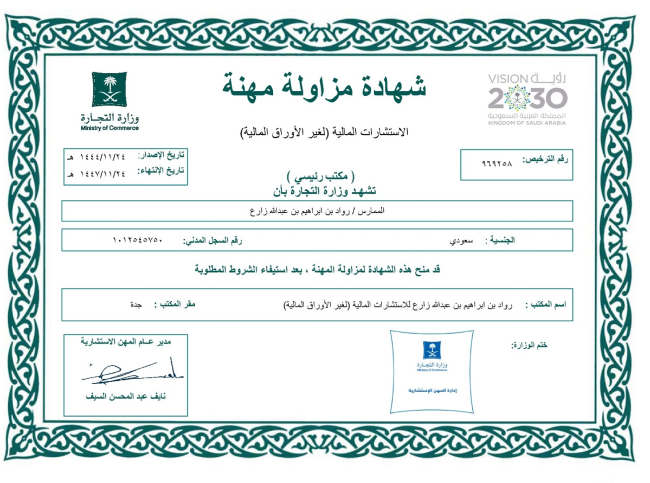 شهادة مزاولة مهنة
وزارة التجارة
Ministry of Commerce
VISION رؤيــة
2030
المملكة العربية السعودية
KINGDOM OF SAUDI ARABIA
الاستشارات المالية (لغير الأوراق المالية)
تاريخ الإصدار: ١٤٤٤/١١/٢٤ هـ
تاريخ الإنتهاء: ١٤٤٧/١١/٢٤ هـ
رقم الترخيص: ٩٦٩٢٥٨
( مكتب رئيسي )
تشهد وزارة التجارة بأن
الممارس / رواد بن ابراهيم بن عبدالله زارع
الجنسية : سعودي رقم السجل المدني: ١٠١٢٥٤٥٧٥٠
قد منح هذه الشهادة لمزاولة المهنة ، بعد استيفاء الشروط المطلوبة
اسم المكتب : رواد بن ابراهيم بن عبدالله زارع للاستشارات المالية (لغير الأوراق المالية) مقر المكتب : جدة
ختم الوزارة:
وزارة التجارة
Ministry of Commerce
إدارة المهن الإستشارية
مدير عــام المهن الاستشارية
نايف عبد المحسن السيف